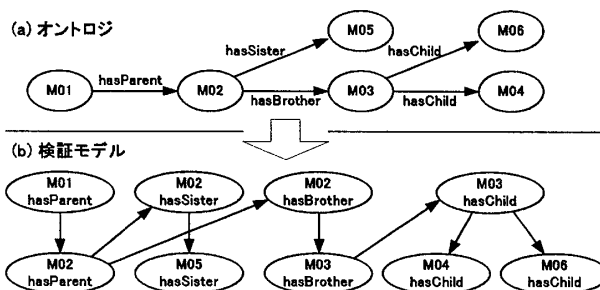 (a) オントロジ
M05
M06
hasSister
hasChild
M01
hasParent
M02
hasBrother
M03
hasChild
M04
(b) 検証モデル
M01
hasParent
M02
hasSister
M02
hasBrother
M03
hasChild
M02
hasParent
M05
hasSister
M03
hasBrother
M04
hasChild
M06
hasChild